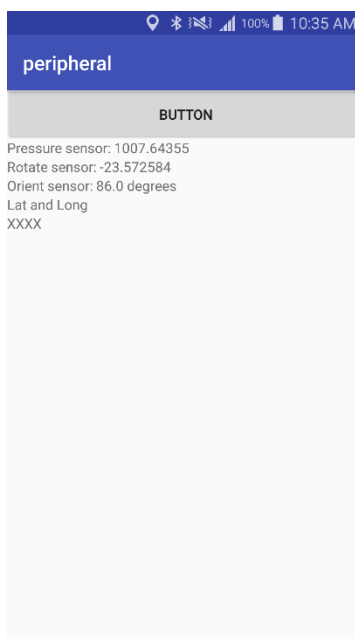 100% 10:35 AM
peripheral
BUTTON
Pressure sensor: 1007.64355
Rotate sensor: -23.572584
Orient sensor: 86.0 degrees
Lat and Long
XXXX